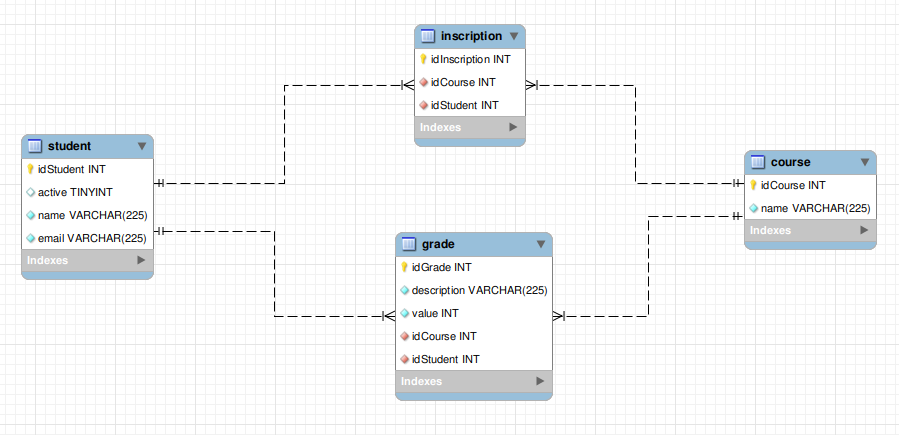 inscription
idInscription INT
idCourse INT
idStudent INT
Indexes
student
idStudent INT
active TINYINT
name VARCHAR(225)
email VARCHAR(225)
Indexes
course
idCourse INT
name VARCHAR(225)
Indexes
grade
idGrade INT
description VARCHAR(225)
value INT
idCourse INT
idStudent INT
Indexes